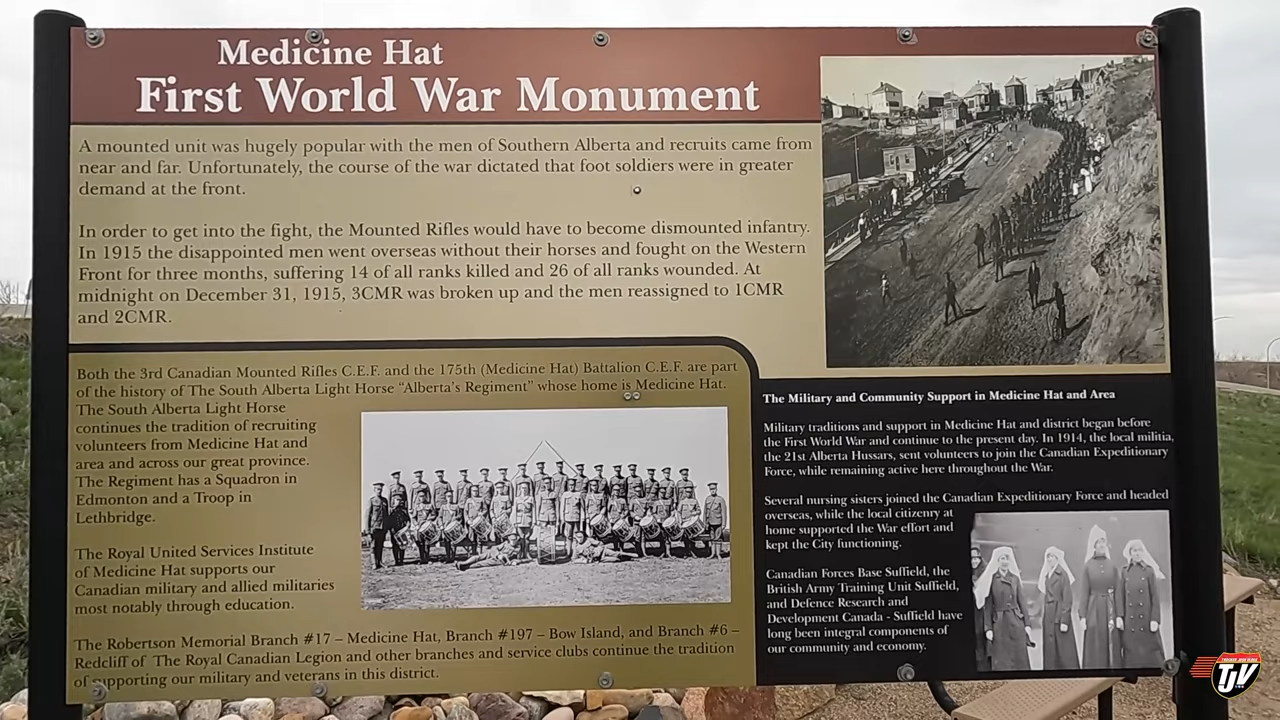 Medicine Hat
First World War Monument
A mounted unit was hugely popular with the men of Southern Alberta and recruits came from
near and far. Unfortunately, the course of the war dictated that foot soldiers were in greater
demand at the front.
In order to get into the fight, the Mounted Rifles would have to become dismounted infantry.
In 1915 the disappointed men went overseas without their horses and fought on the Western
Front for three months, suffering 14 of all ranks killed and 26 of all ranks wounded. At
midnight on December 31, 1915, 3CMR was broken up and the men reassigned to 1CMR
and 2CMR.
Both the 3rd Canadian Mounted Rifles C.E.F. and the 175th (Medicine Hat) Battalion C.E.F. are part
of the history of The South Alberta Light Horse "Alberta's Regiment" whose home is Medicine Hat.
The South Alberta Light Horse
continues the tradition of recruiting
volunteers from Medicine Hat and
area and across our great province.
The Regiment has a Squadron in
Edmonton and a Troop in
Lethbridge.
The Royal United Services Institute
of Medicine Hat supports our
Canadian military and allied militaries
most notably through education.
The Robertson Memorial Branch #17 – Medicine Hat, Branch #197 – Bow Island, and Branch #6 –
Redcliff of The Royal Canadian Legion and other branches and service clubs continue the tradition
of supporting our military and veterans in this district.
The Military and Community Support in Medicine Hat and Area
Military traditions and support in Medicine Hat and district began before
the First World War and continue to the present day. In 1914, the local militia,
the 21st Alberta Hussars, sent volunteers to join the Canadian Expeditionary
Force, while remaining active here throughout the War.
Several nursing sisters joined the Canadian Expeditionary Force and headed
overseas, while the local citizenry at
home supported the War effort and
kept the City functioning.
Canadian Forces Base Suffield, the
British Army Training Unit Suffield,
and Defence Research and
Development Canada - Suffield have
long been integral components of
our community and economy.
TJV